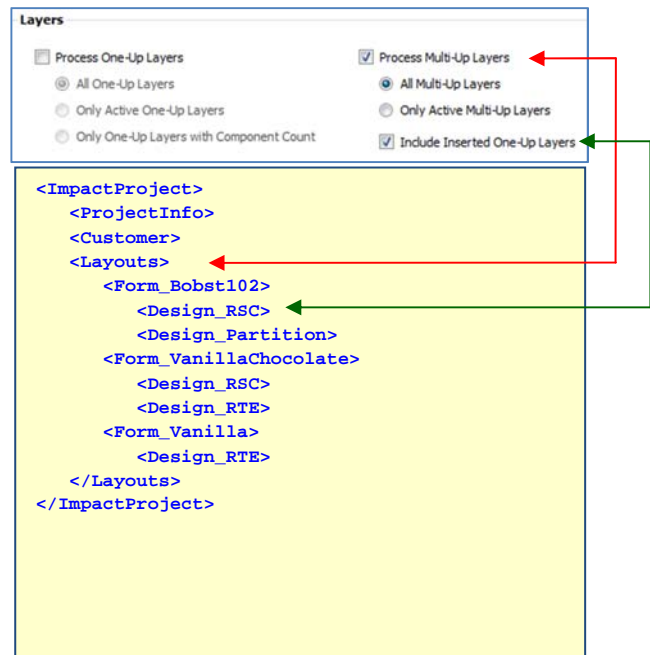 Layers
Process One-Up Layers
All One-Up Layers
Only Active One-Up Layers
Only One-Up Layers with Component Count
Process Multi-Up Layers
All Multi-Up Layers
Only Active Multi-Up Layers
Include Inserted One-Up Layers
<ImpactProject>
<ProjectInfo>
<Customer>
<Layouts>
<Form_Bobst102>
<Design_RSC>
<Design_Partition>
<Form_VanillaChocolate>
<Design_RSC>
<Design_RTE>
<Form_Vanilla>
<Design_RTE>
</Layouts>
</ImpactProject>